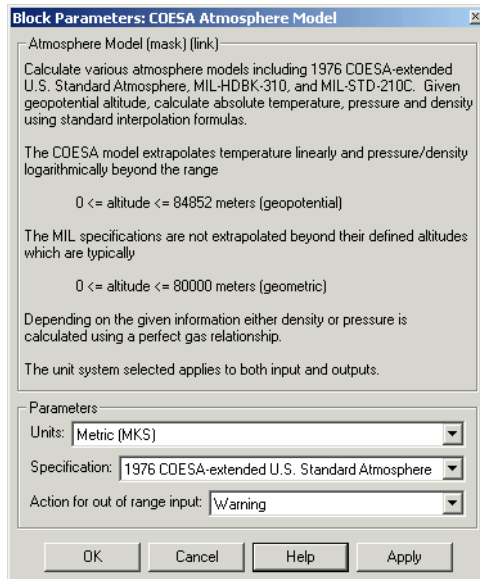 Block Parameters: COESA Atmosphere Model
Atmosphere Model (mask) (link)
Calculate various atmosphere models including 1976 COESA-extended
U.S. Standard Atmosphere, MIL-HDBK-310, and MIL-STD-210C. Given
geopotential altitude, calculate absolute temperature, pressure and density
using standard interpolation formulas.
The COESA model extrapolates temperature linearly and pressure/density
logarithmically beyond the range
0 <= altitude <= 84852 meters (geopotential)
The MIL specifications are not extrapolated beyond their defined altitudes
which are typically
0 <= altitude <= 80000 meters (geometric)
Depending on the given information either density or pressure is
calculated using a perfect gas relationship.
The unit system selected applies to both input and outputs.
Parameters
Units: Metric (MKS)
Specification: 1976 COESA-extended U.S. Standard Atmosphere
Action for out of range input: Warning
OK Cancel Help Apply